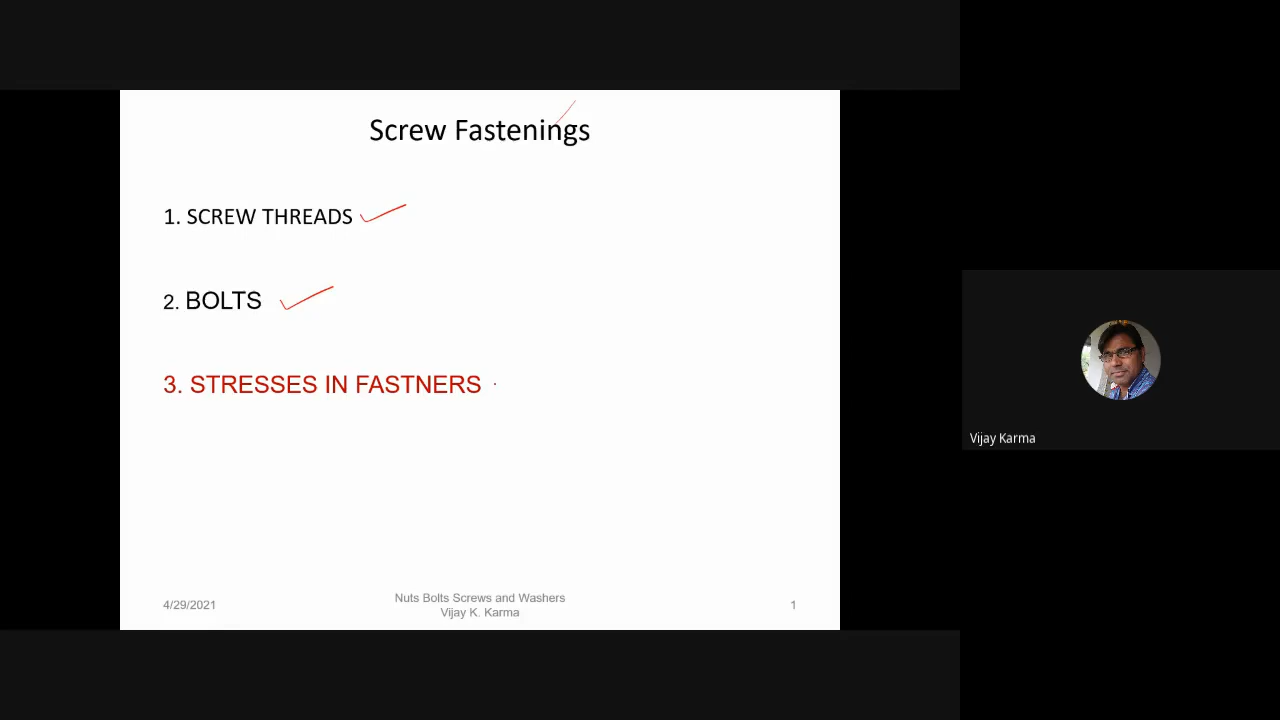 Screw Fastenings
1. SCREW THREADS
2. BOLTS
3. STRESSES IN FASTNERS
4/29/2021
Nuts Bolts Screws and Washers
Vijay K. Karma
1
Vijay Karma